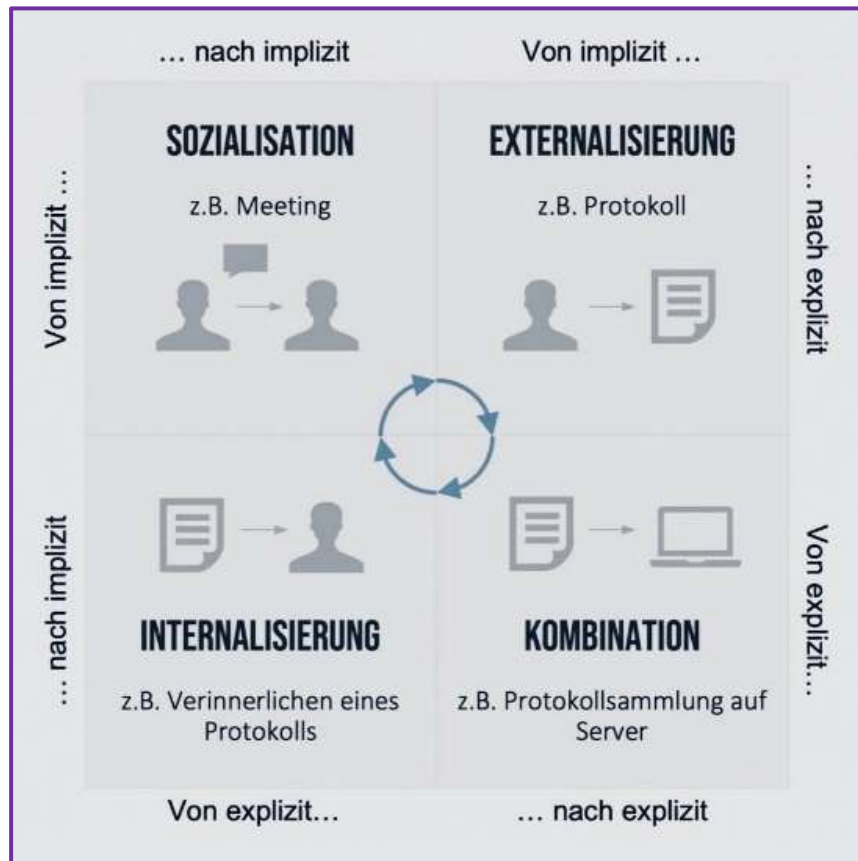 … nach implizit
Von implizit …
Von implizit …
SOZIALISATION
z.B. Meeting
EXTERNALISIERUNG
z.B. Protokoll
…. nach explizit
… nach implizit
INTERNALISIERUNG
z.B. Verinnerlichen eines
Protokolls
KOMBINATION
z.B. Protokollsammlung auf
Server
Von explizit…
Von explizit…
… nach explizit